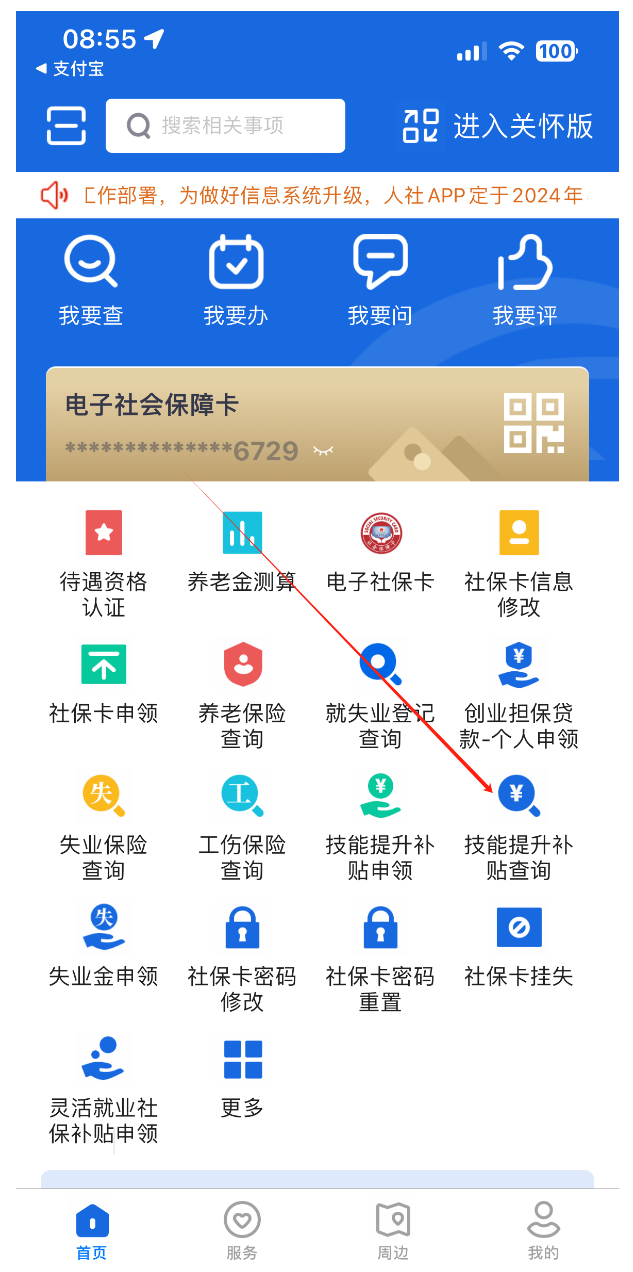 08:55
100
支付宝
搜索相关事项
进入关怀版
工作部署，为做好信息系统升级，人社APP定于2024年
我要查
我要办
我要问
我要评
电子社会保障卡
**************6729
待遇资格
认证
养老金测算
电子社保卡
社保卡信息
修改
社保卡申领
养老保险
查询
就失业登记
查询
创业担保贷
款-个人申领
失
工
失业保险
查询
工伤保险
查询
技能提升补
贴申领
技能提升补
贴查询
失
失业金申领
社保卡密码
修改
社保卡密码
重置
社保卡挂失
灵活就业社
保补贴申领
更多
首页
服务
周边
我的